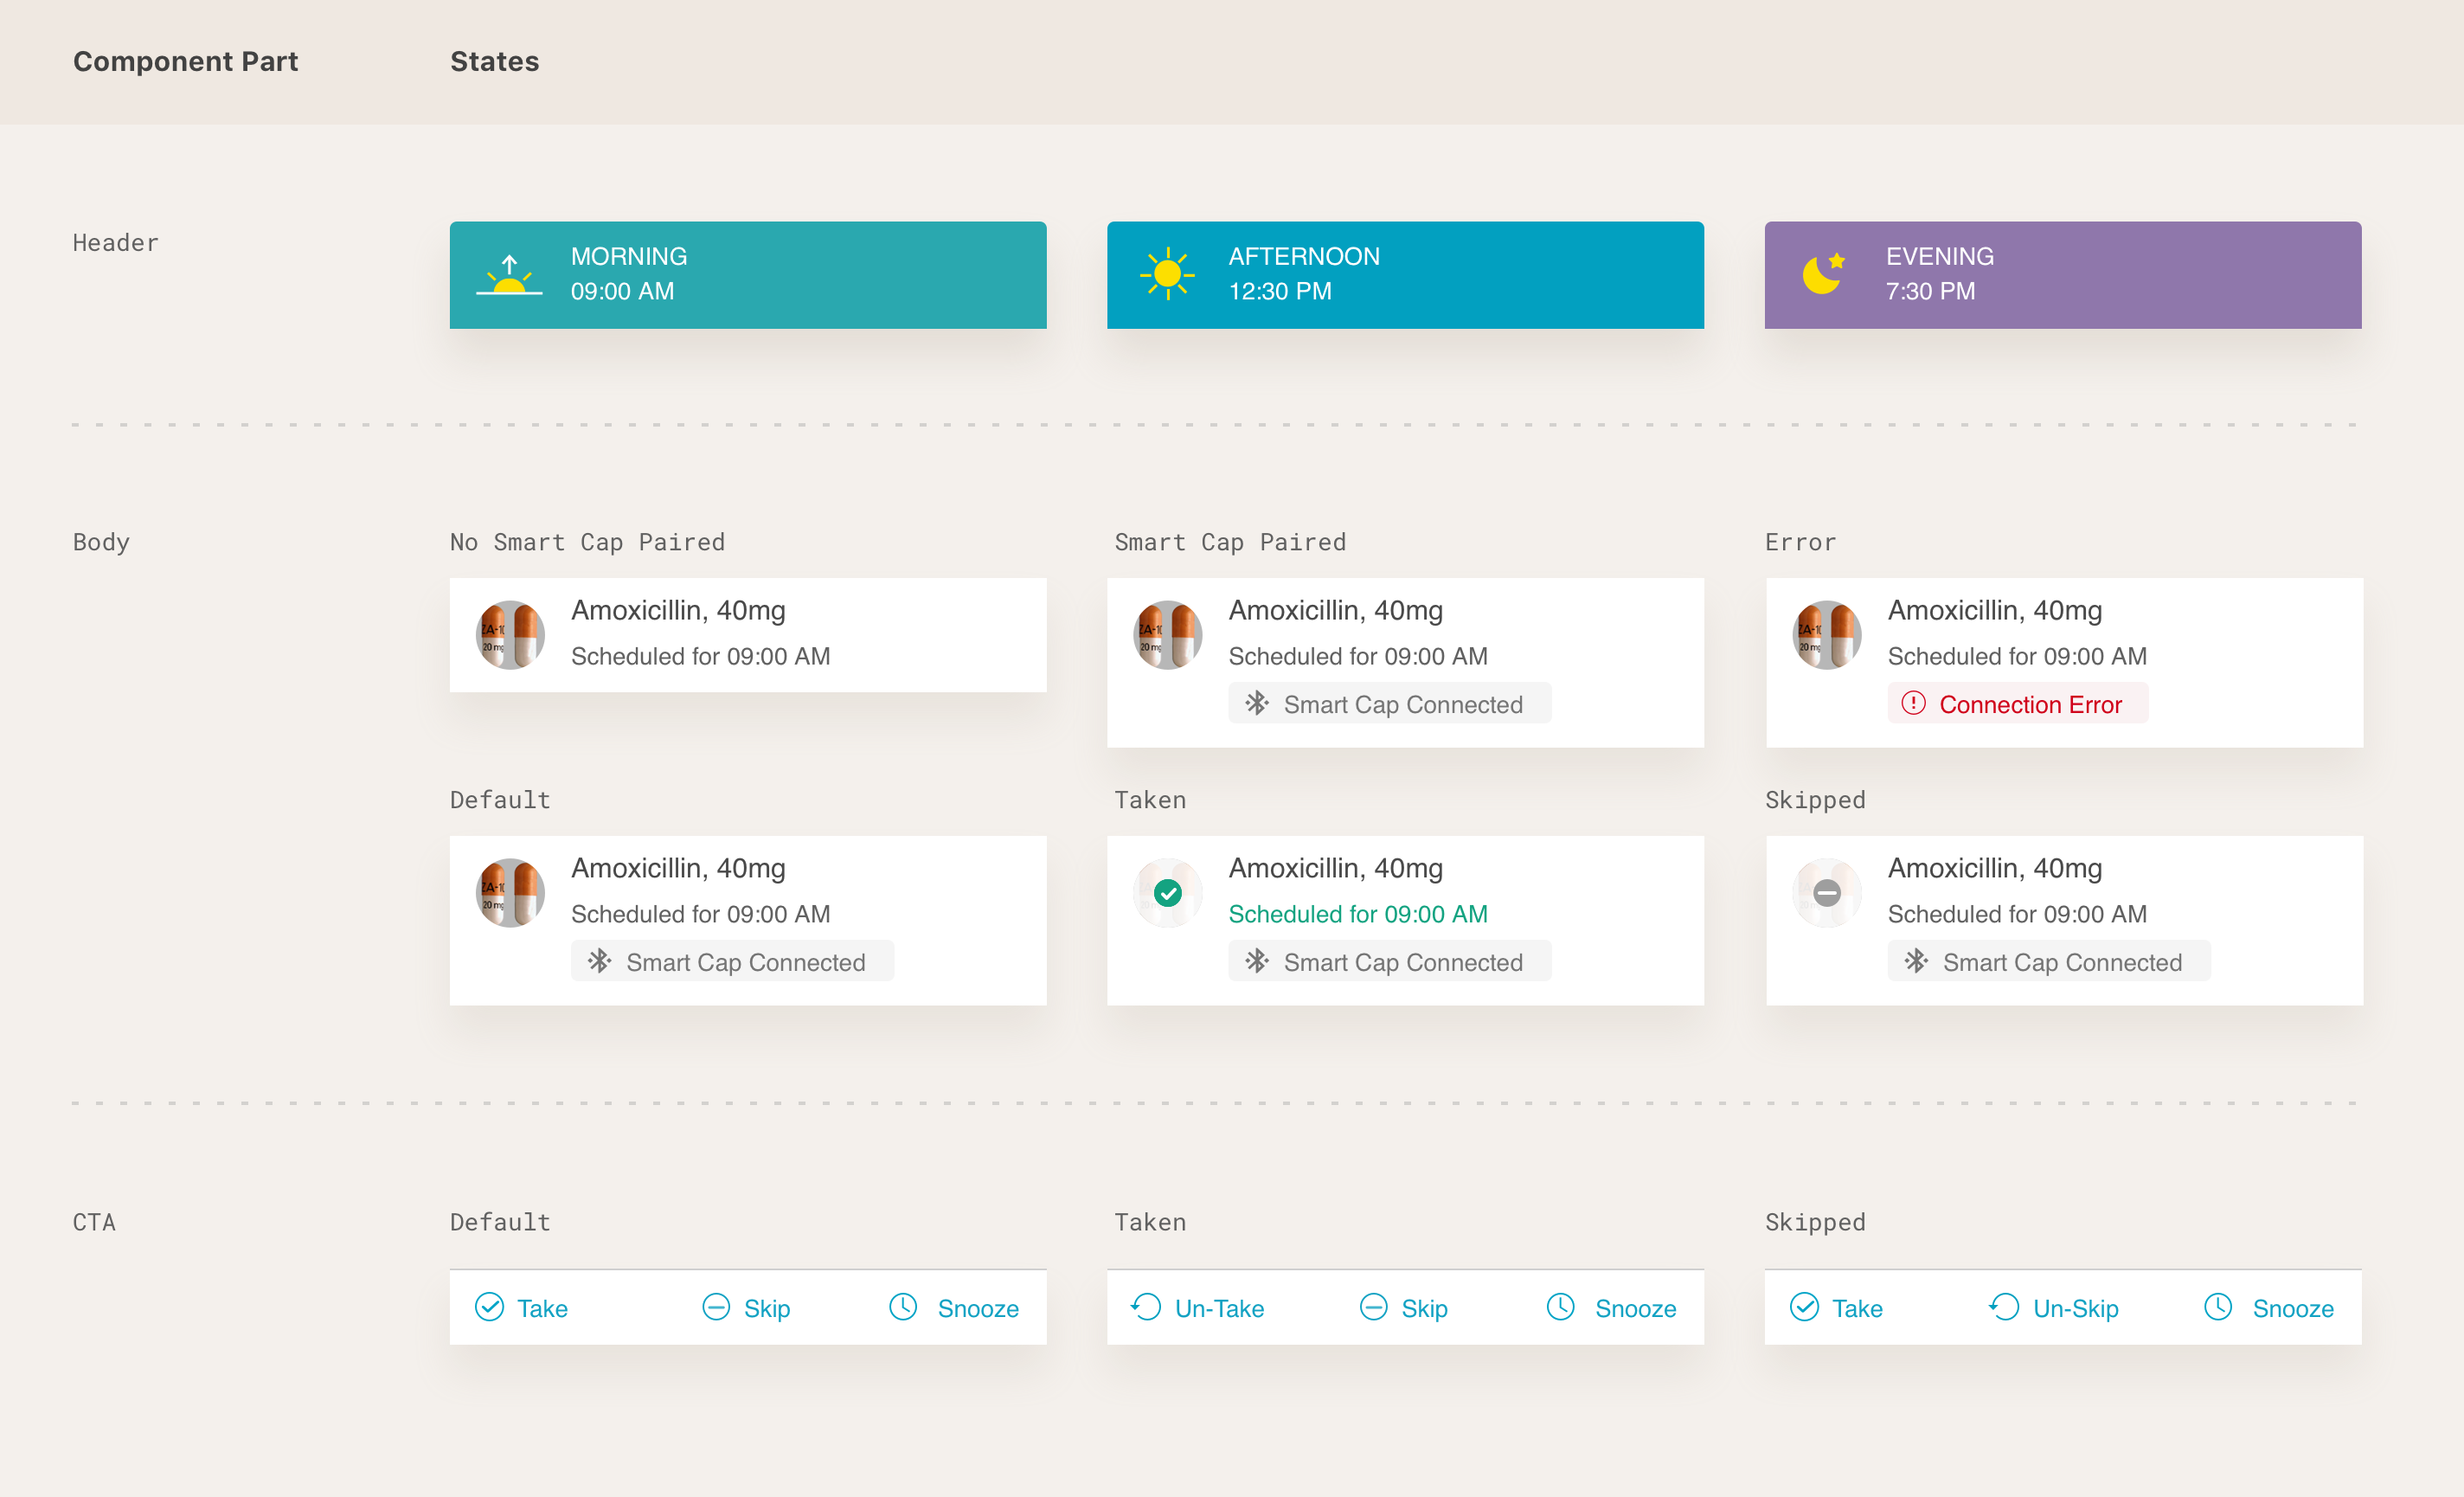 Component Part
States
Header
MORNING
09:00 AM
AFTERNOON
12:30 PM
EVENING
7:30 PM
Body
No Smart Cap Paired
Amoxicillin, 40mg
Scheduled for 09:00 AM
Smart Cap Paired
Amoxicillin, 40mg
Scheduled for 09:00 AM
Smart Cap Connected
Error
Amoxicillin, 40mg
Scheduled for 09:00 AM
Connection Error
Default
Amoxicillin, 40mg
Scheduled for 09:00 AM
Smart Cap Connected
Taken
Amoxicillin, 40mg
Scheduled for 09:00 AM
Smart Cap Connected
Skipped
Amoxicillin, 40mg
Scheduled for 09:00 AM
Smart Cap Connected
CTA
Default
Take
Skip
Snooze
Taken
Un-Take
Skip
Snooze
Skipped
Take
Un-Skip
Snooze